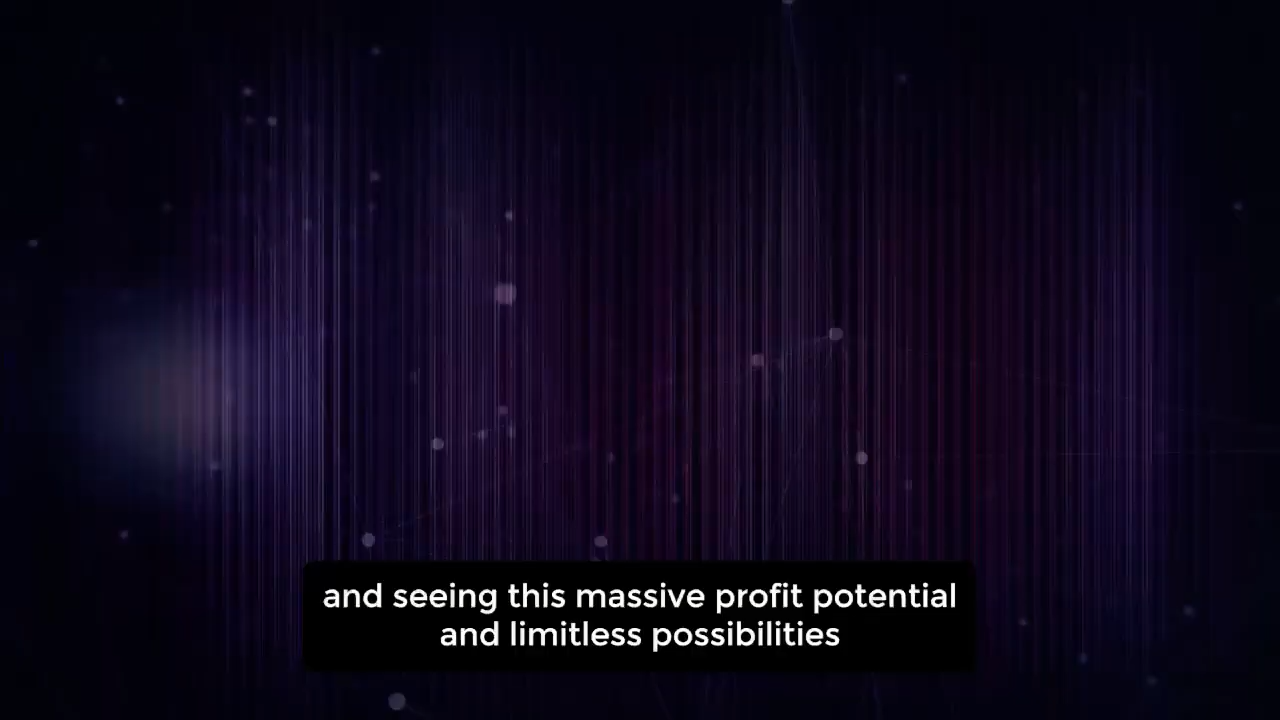 and seeing this massive profit potential
and limitless possibilities